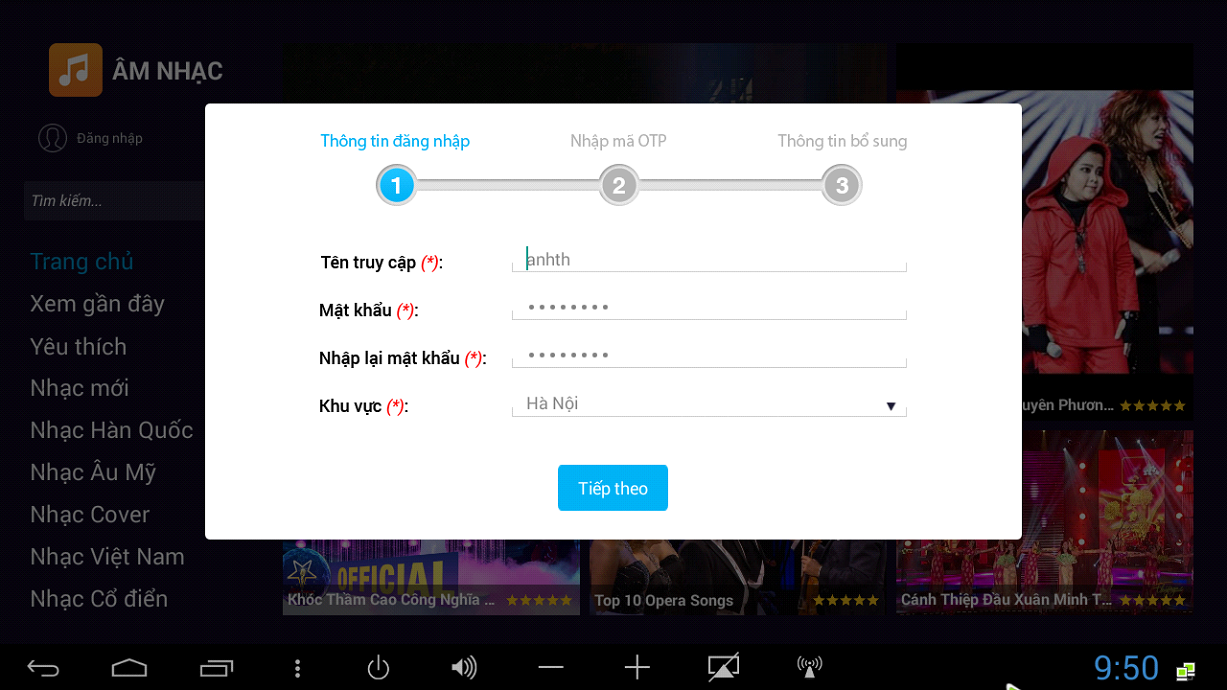 ÂM NHẠC
Đăng nhập
Tìm kiếm...
Trang chủ
Xem gần đây
Yêu thích
Nhạc mới
Nhạc Hàn Quốc
Nhạc Âu Mỹ
Nhạc Cover
Nhạc Việt Nam
Nhạc Cổ điển
Thông tin đăng nhập
Nhập mã OTP
Thông tin bổ sung
1
2
3
Tên truy cập (*):
anhth
Mật khẩu (*):
••••••••
Nhập lại mật khẩu (*):
••••••••
Khu vực (*):
Hà Nội
Tiếp theo
uyên Phươn...
OFFICIAL
Khóc Thầm Cao Công Nghĩa ...
Top 10 Opera Songs
Cánh Thiệp Đầu Xuân Minh T...
9:50